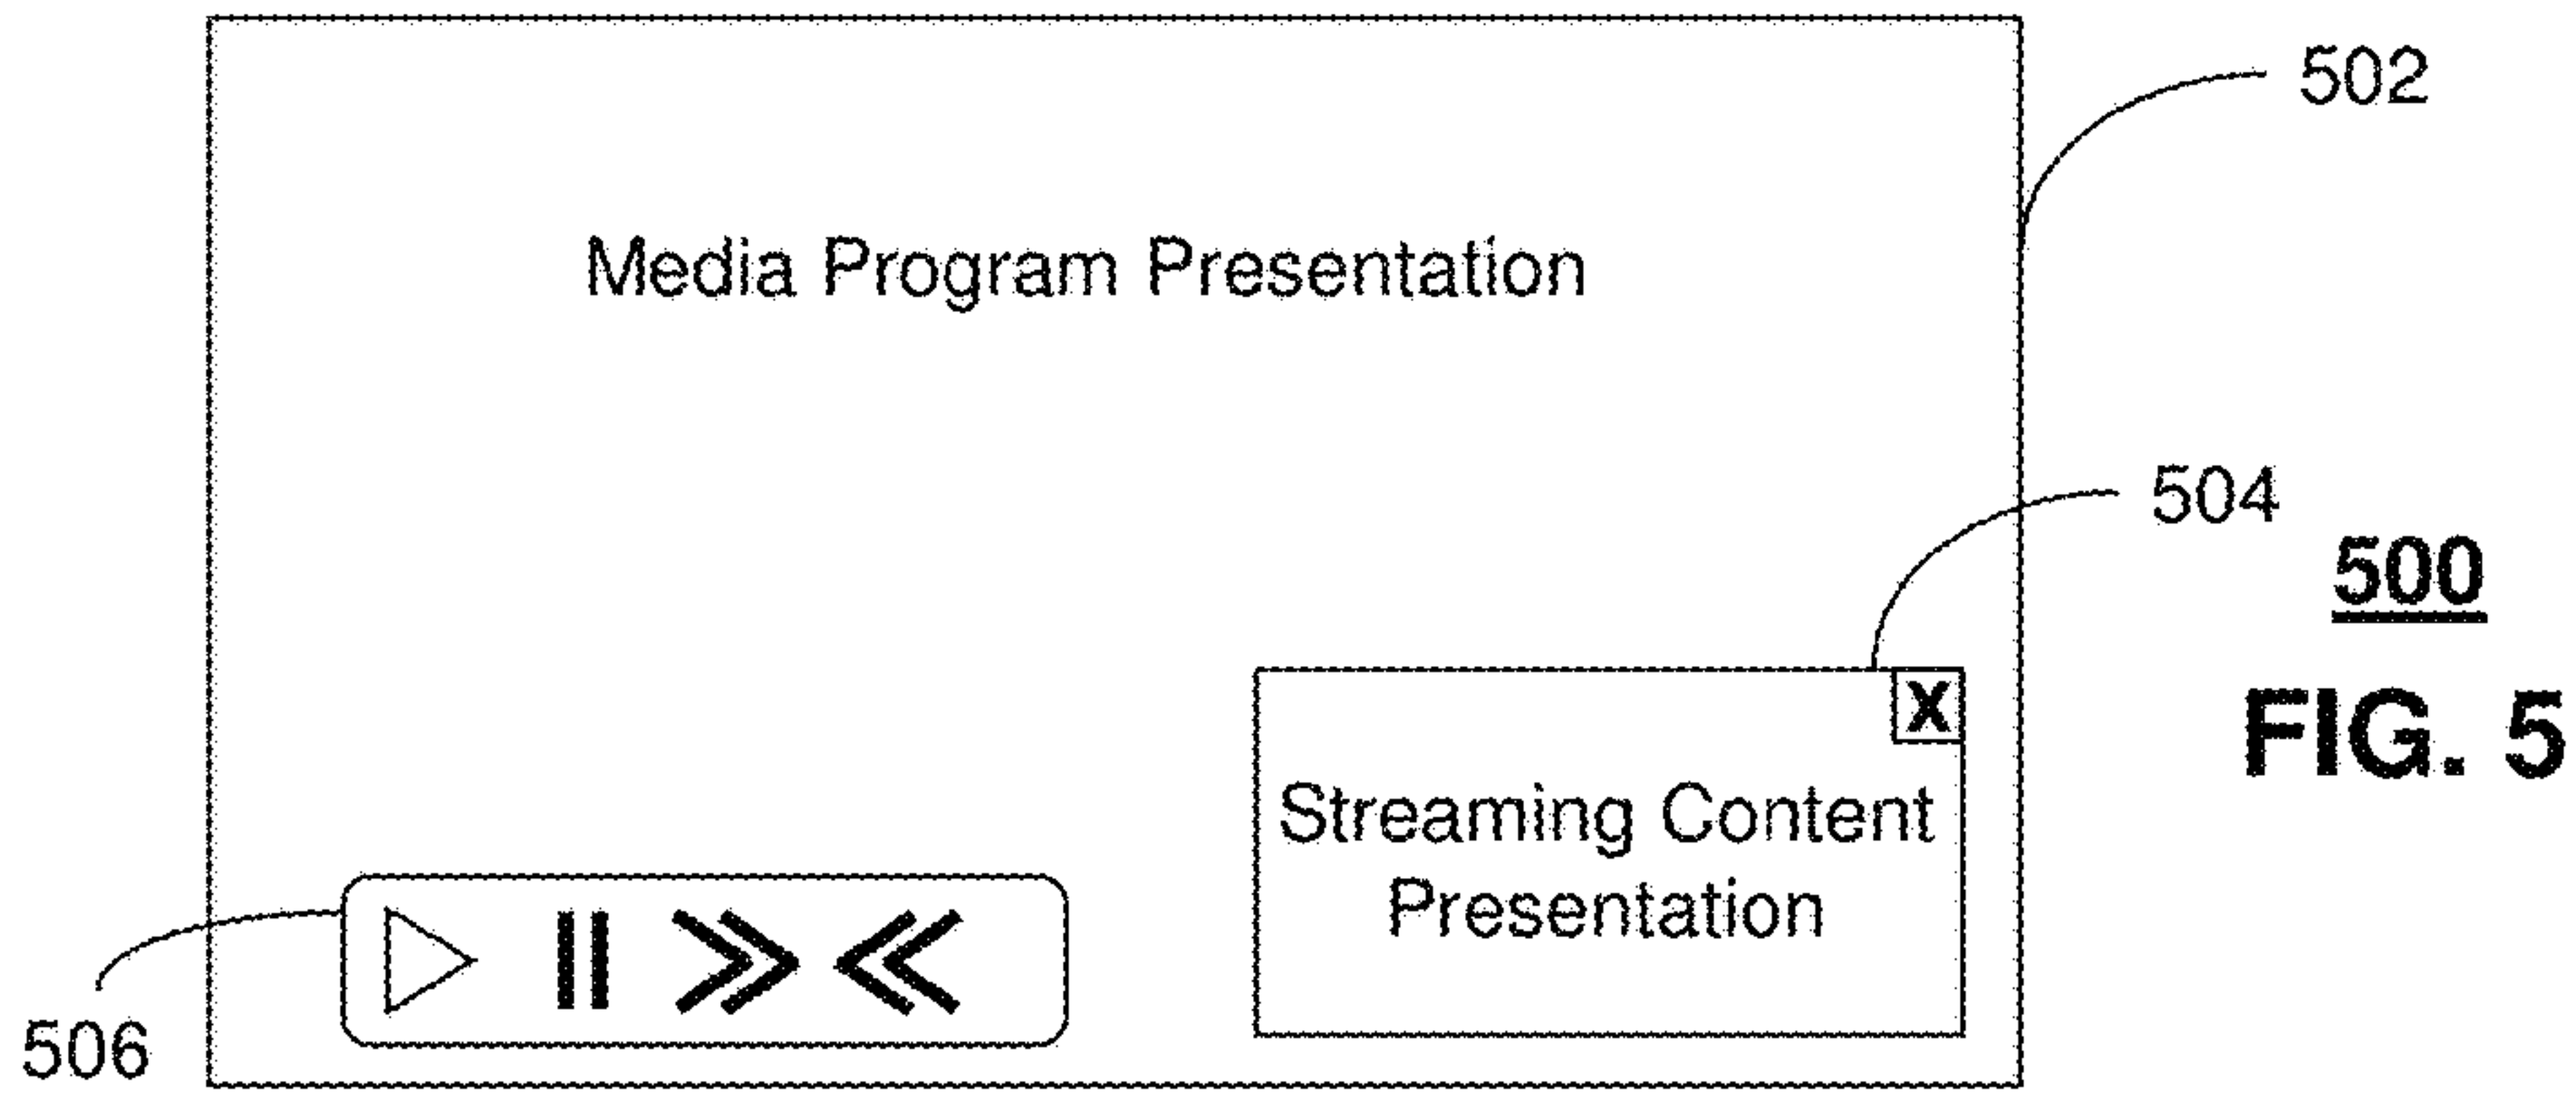 502
Media Program Presentation
504
500
X
FIG. 5
Streaming Content
Presentation
506